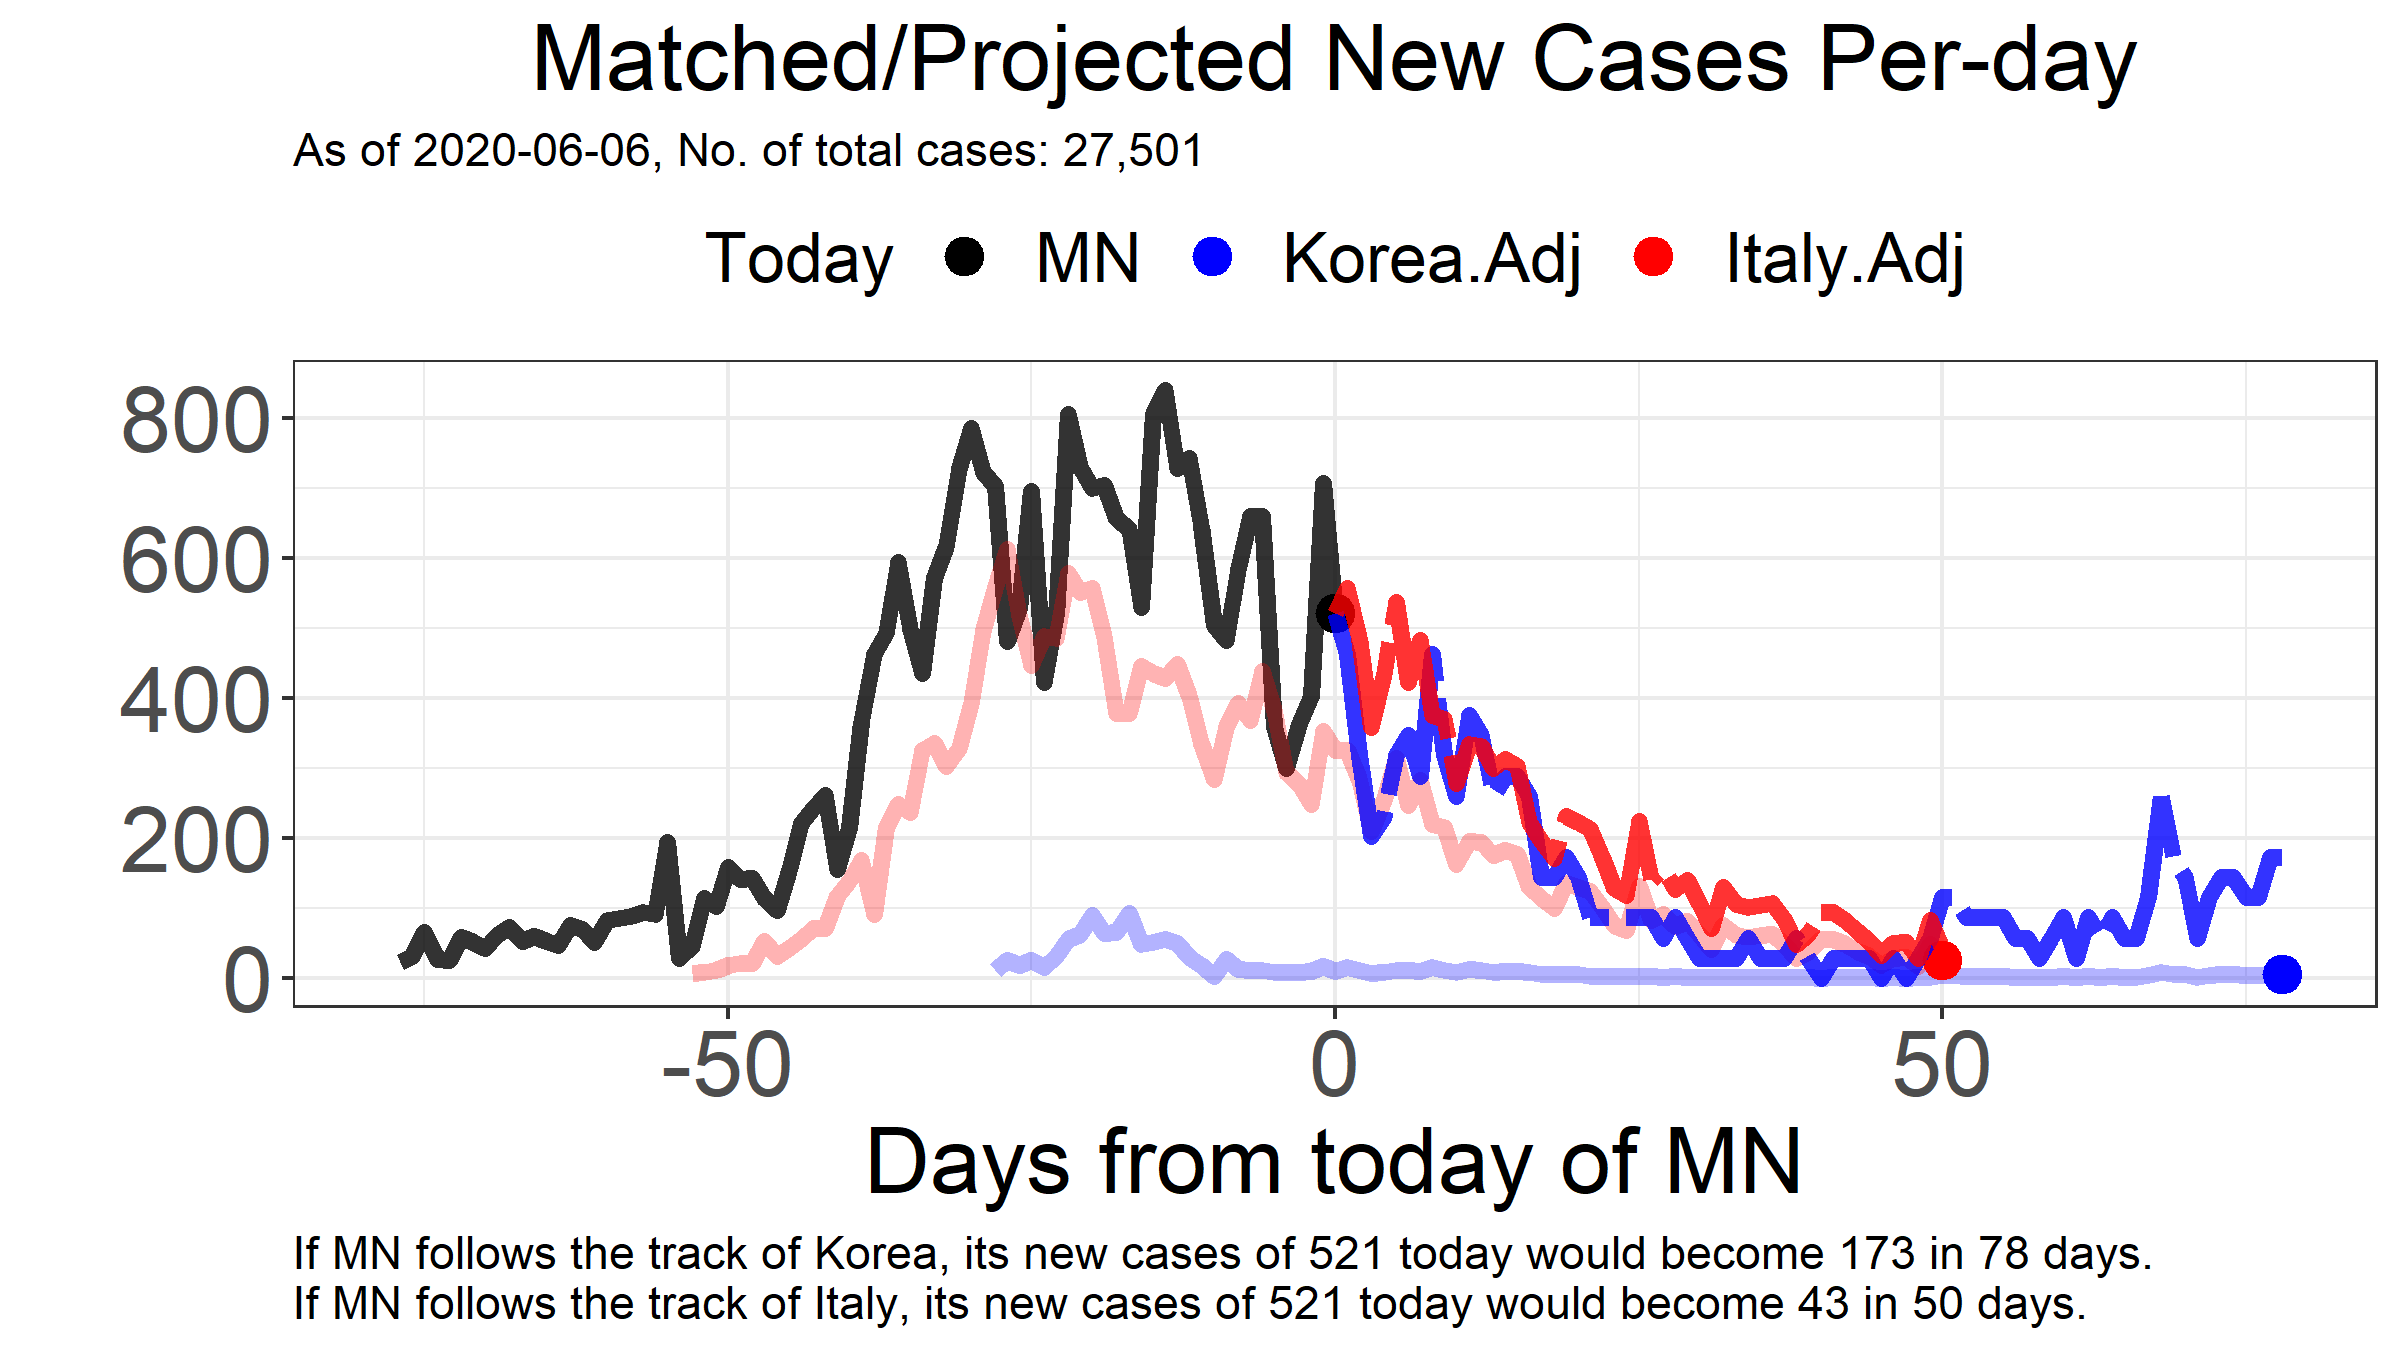 Matched/Projected New Cases Per-day
As of 2020-06-06, No. of total cases: 27,501
Today MN Korea.Adj Italy.Adj
800
600
400
200
0
-50 0 50
Days from today of MN
If MN follows the track of Korea, its new cases of 521 today would become 173 in 78 days.
If MN follows the track of Italy, its new cases of 521 today would become 43 in 50 days.